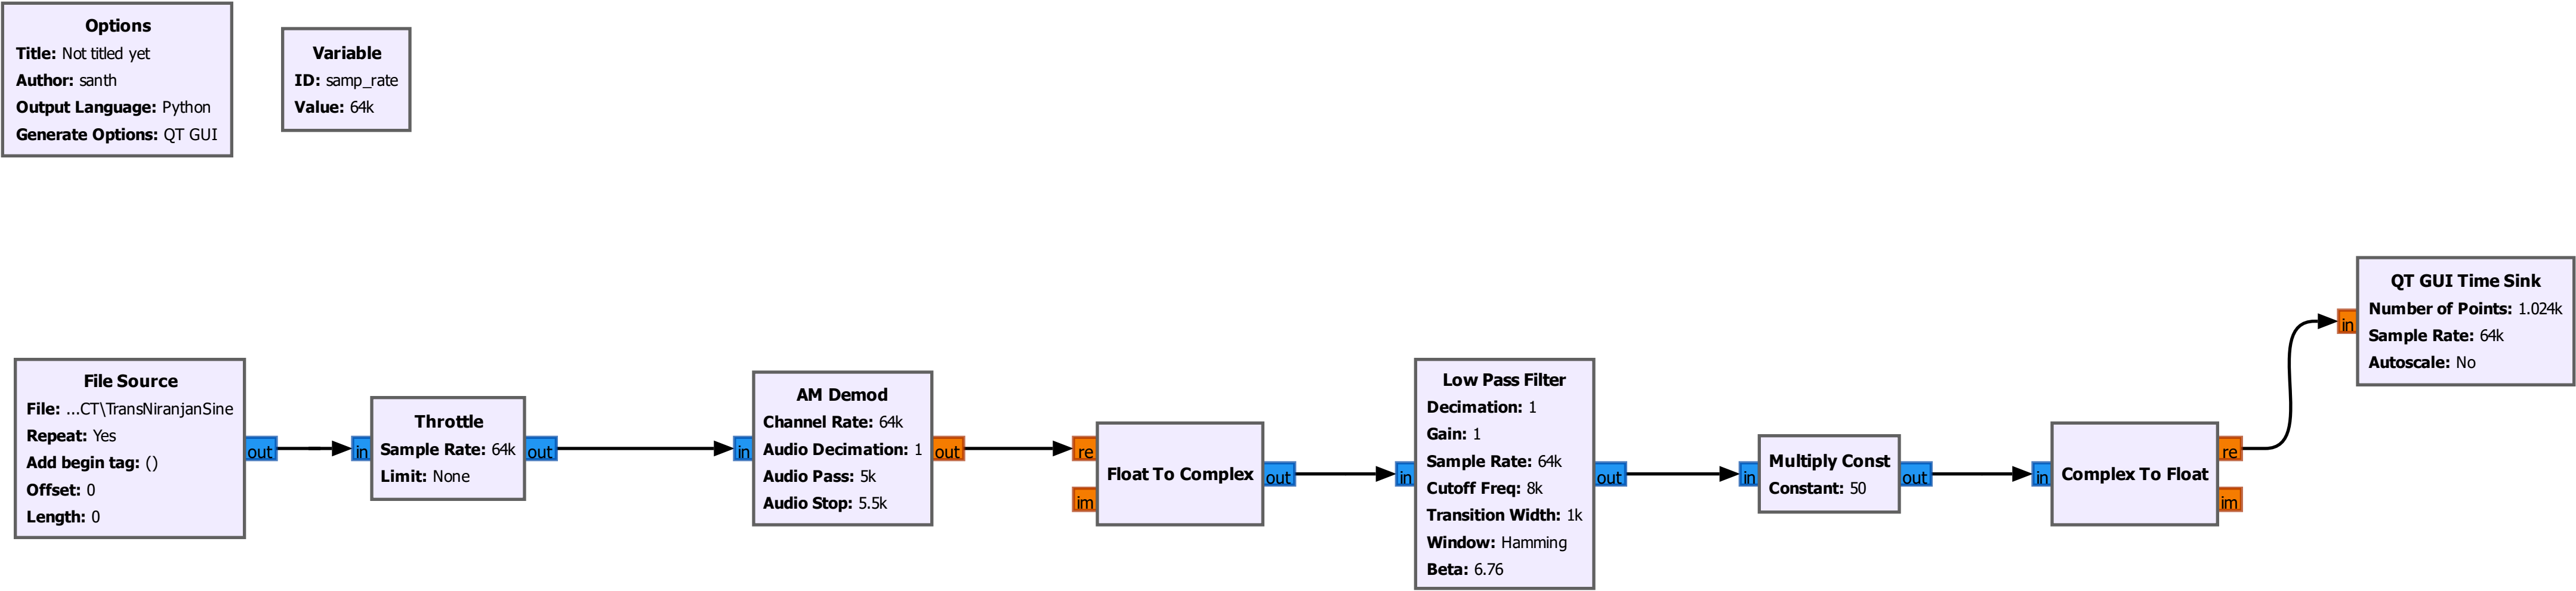 Options
Title: Not titled yet
Author: santh
Output Language: Python
Generate Options: QT GUI
Variable
ID: samp_rate
Value: 64k
File Source
File: ...CT\TransNiranjanSine
Repeat: Yes
Add begin tag: ()
Offset: 0
Length: 0
out
in
Throttle
Sample Rate: 64k
Limit: None
out
in
AM Demod
Channel Rate: 64k
Audio Decimation: 1
Audio Pass: 5k
Audio Stop: 5.5k
out
re
im
Float To Complex
out
in
Low Pass Filter
Decimation: 1
Gain: 1
Sample Rate: 64k
Cutoff Freq: 8k
Transition Width: 1k
Window: Hamming
Beta: 6.76
out
in
Multiply Const
Constant: 50
out
in
Complex To Float
re
im
in
QT GUI Time Sink
Number of Points: 1.024k
Sample Rate: 64k
Autoscale: No